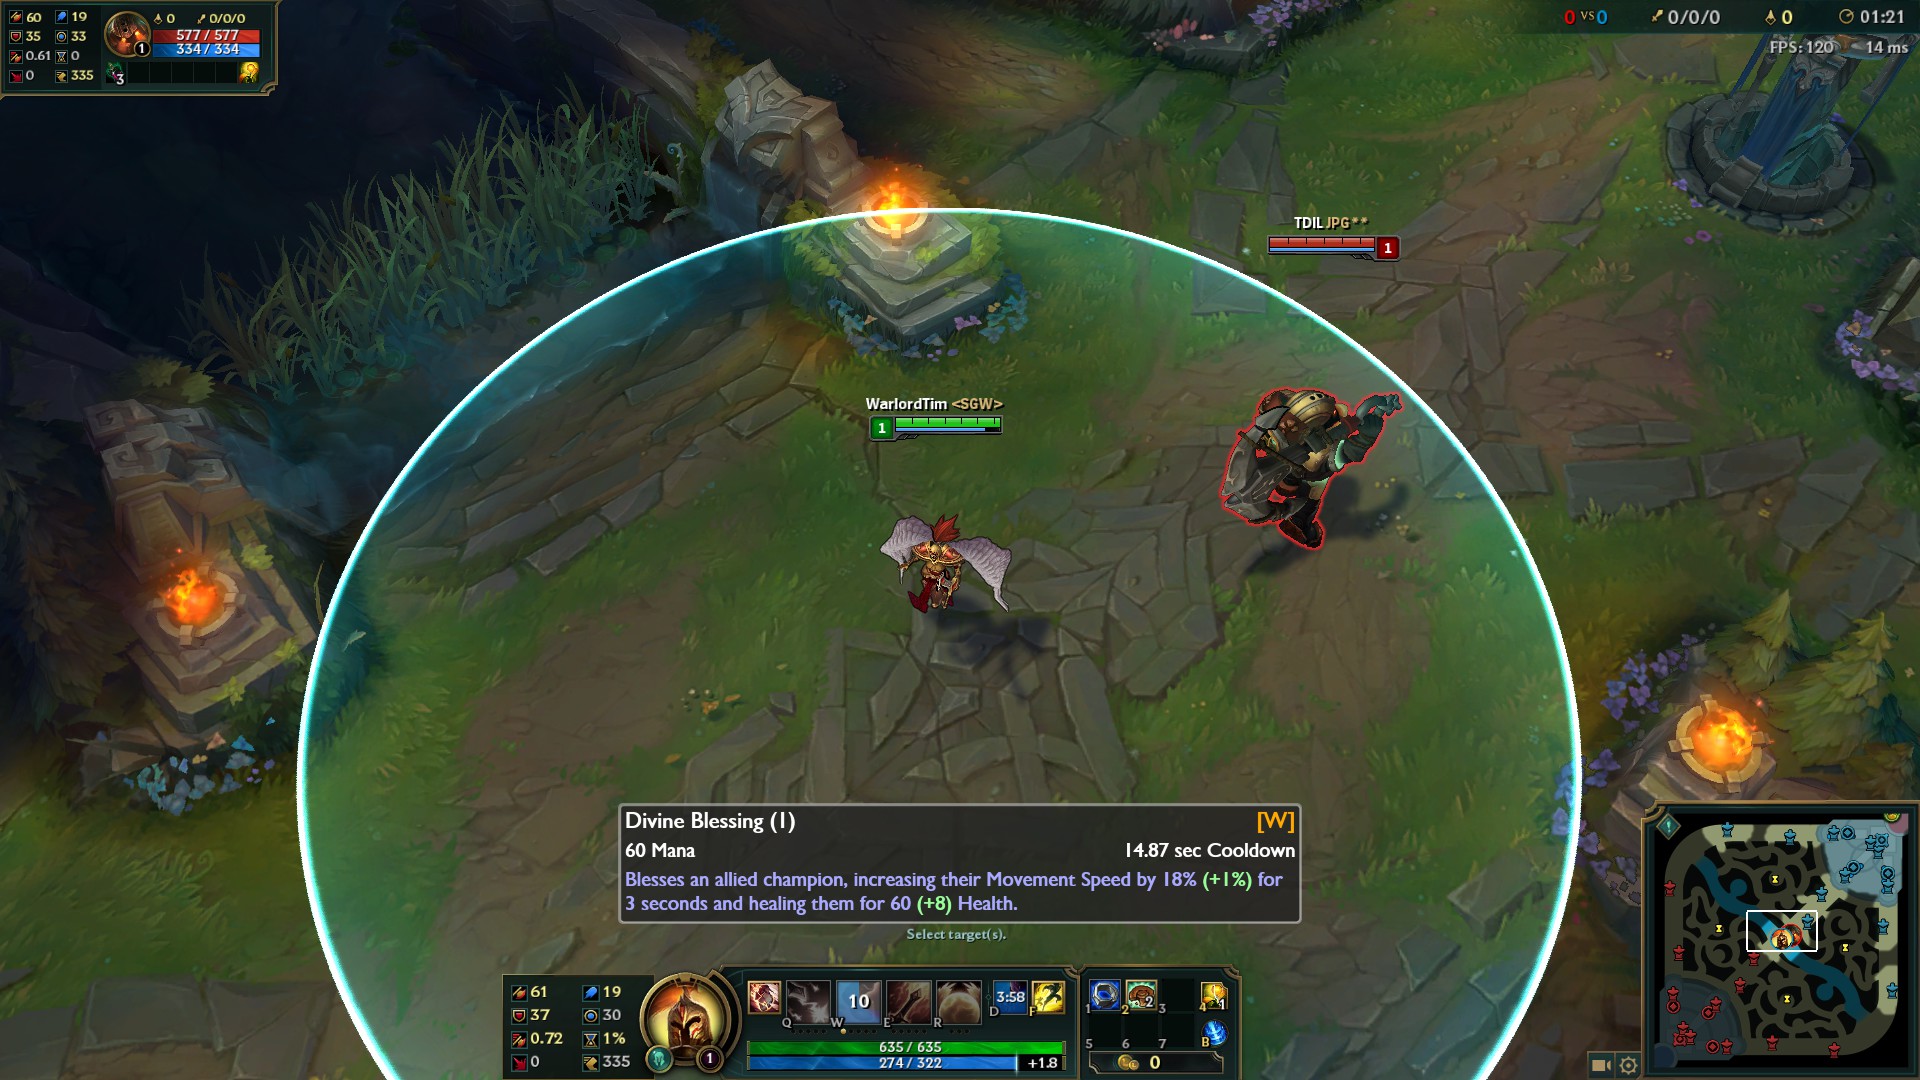 60 19 0 0/0/0
35 33 577 / 577
0.61 0 1 334 / 334
0 335 3
0 vs 0 0/0/0 0 01:21
FPS: 120 14 ms
TDIL JPG**
1
WarlordTim <SGW>
1
Divine Blessing (1) [W]
60 Mana 14.87 sec Cooldown
Blesses an allied champion, increasing their Movement Speed by 18% (+1%) for
3 seconds and healing them for 60 (+8) Health.
Select target(s).
61 19
37 30
0.72 1%
0 335
1
10 3:58
Q W E R D F
635 / 635
274 / 322 +1.8
1 2 2 3 4 1
5 6 7 B
0